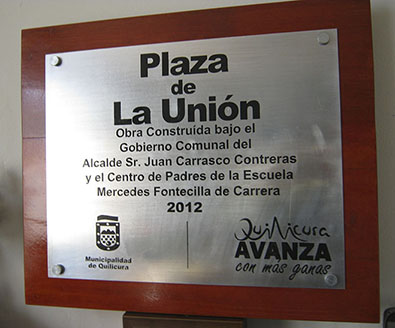 Plaza
de
La Unión
Obra Construída bajo el
Gobierno Comunal del
Alcalde Sr. Juan Carrasco Contreras
y el Centro de Padres de la Escuela
Mercedes Fontecilla de Carrera
2012
Municipalidad
de Quilicura
Quilicura
AVANZA
con más ganas